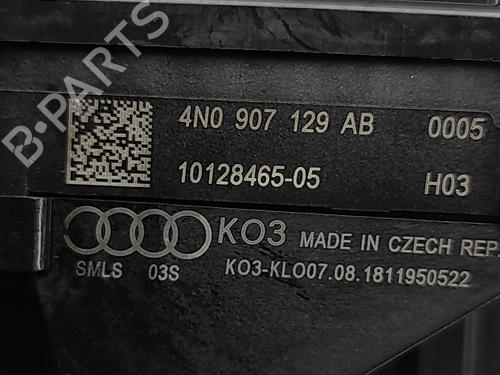 4N0 907 129 AB 0005
10128465-05 H03
KO3 MADE IN CZECH REP.
SMLS 03S KO3-KLO07.08.1811950522
B-PARTS